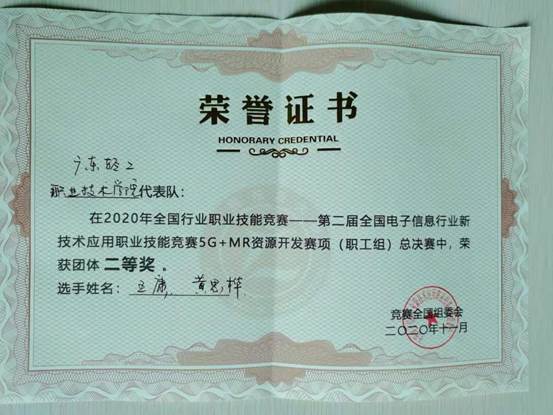 荣誉证书
HONORARY CREDENTIAL
广东轻工
职业技术学院代表队：
在2020年全国行业职业技能竞赛——第二届全国电子信息行业新
技术应用职业技能竞赛5G+MR资源开发赛项（职工组）总决赛中，荣
获团体 二等奖 。
选手姓名： 黄思桦
竞赛全国组委会
二〇二〇年十一月